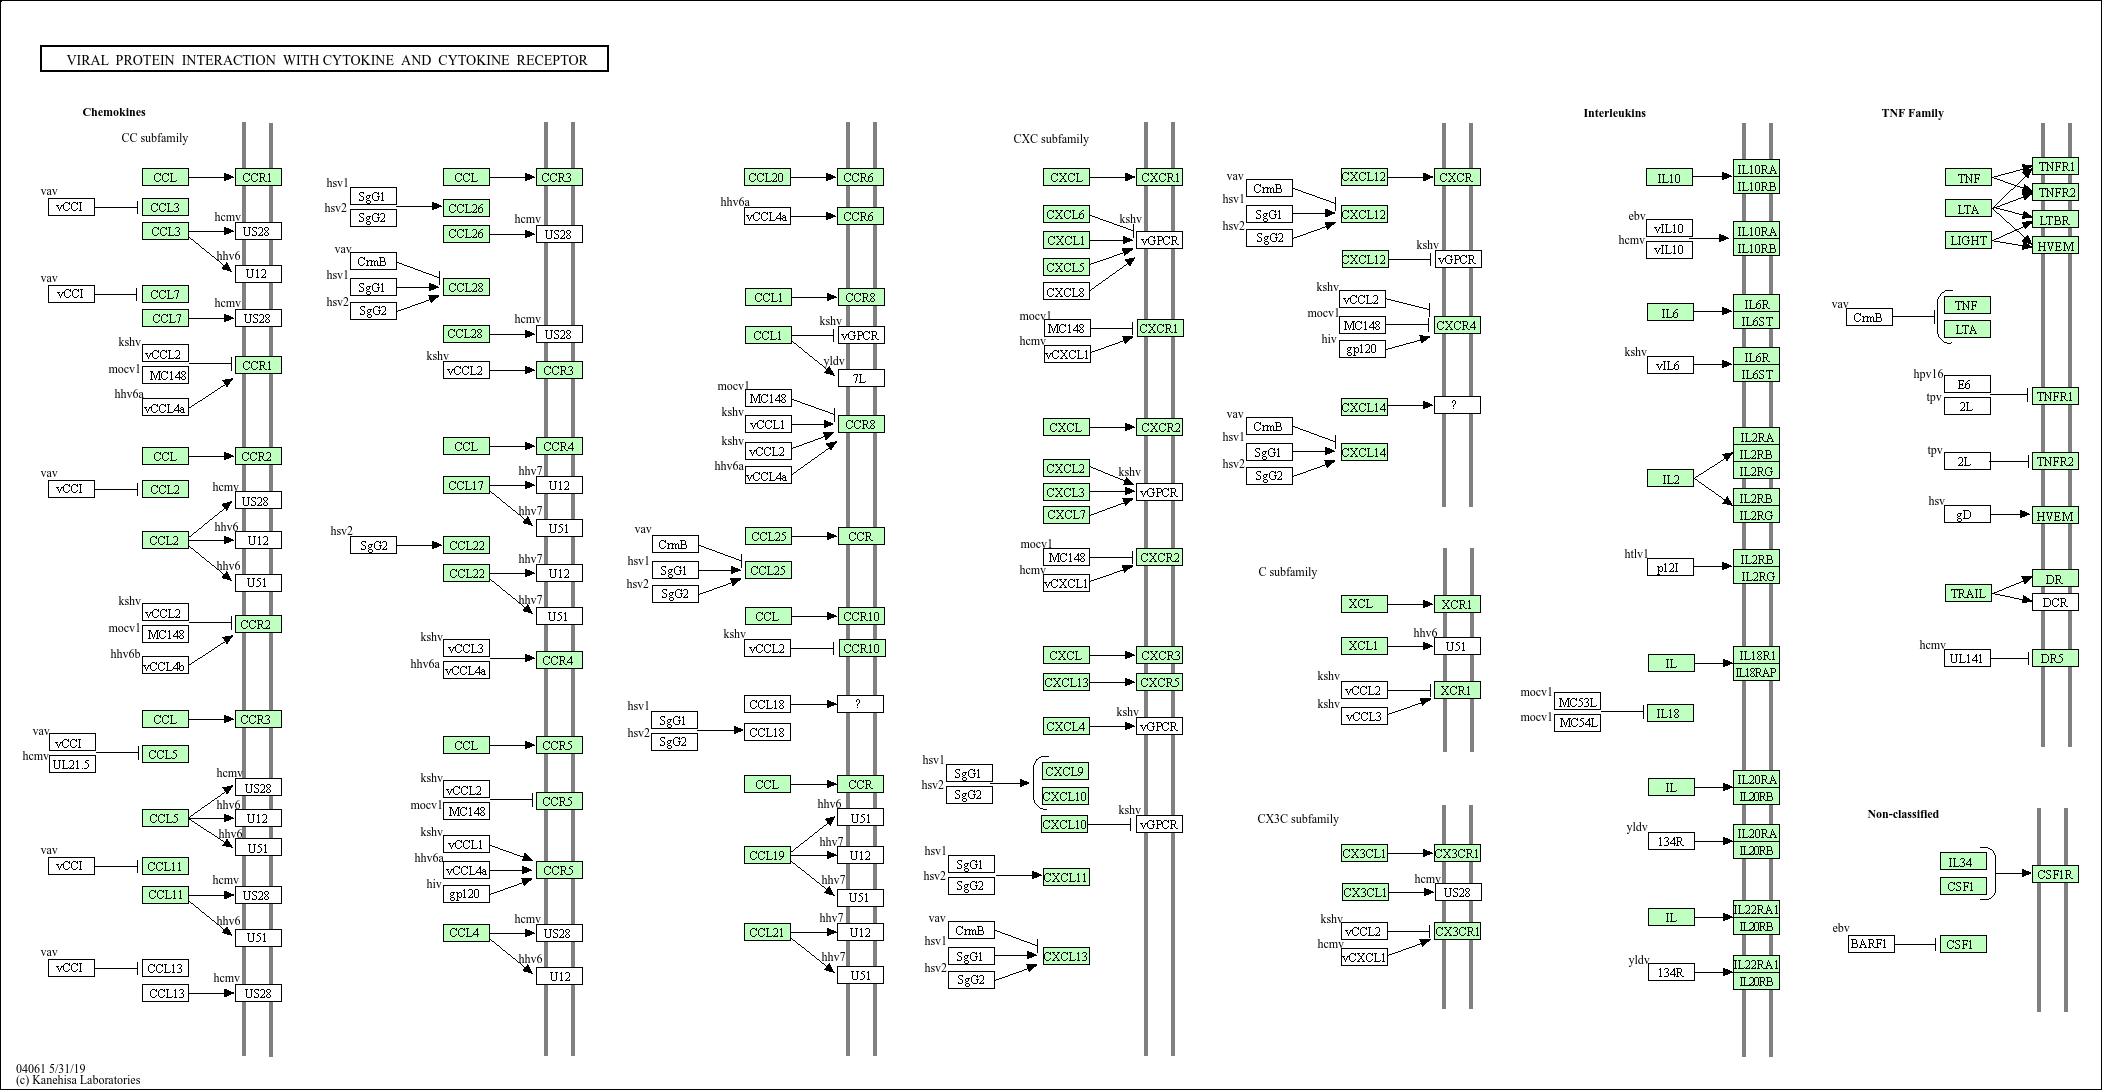 VIRAL PROTEIN INTERACTION WITH CYTOKINE AND CYTOKINE RECEPTOR
Chemokines
CC subfamily
CCL
CCR1
vav
vCCI
CCL3
CCL3
hcmv
US28
hhv6
U12
vav
vCCI
CCL7
CCL7
hcmv
US28
kshv
vCCL2
mocv1
MC148
hhv6a
vCCL4a
CCR1
CCL
CCR2
vav
vCCI
CCL2
CCL2
hcmv
US28
hhv6
U12
hhv6
U51
kshv
vCCL2
mocv1
MC148
hhv6b
vCCL4b
CCR2
CCL
CCR3
vav
vCCI
hcmv
UL21.5
CCL5
CCL5
hcmv
US28
hhv6
U12
hhv6
U51
vav
vCCI
CCL11
CCL11
hcmv
US28
hhv6
U51
vav
vCCI
CCL13
CCL13
hcmv
US28
CCL
CCR3
hsv1
SgG1
hsv2
SgG2
CCL26
CCL26
hcmv
US28
vav
CrmB
hsv1
SgG1
hsv2
SgG2
CCL28
CCL28
hcmv
US28
kshv
vCCL2
CCR3
CCL
CCR4
CCL17
hhv7
U12
hhv7
U51
hsv2
SgG2
CCL22
CCL22
hhv7
U12
hhv7
U51
kshv
vCCL3
hhv6a
vCCL4a
CCR4
CCL
CCR5
kshv
vCCL2
mocv1
MC148
CCR5
kshv
vCCL1
hhv6a
vCCL4a
hiv
gp120
CCR5
CCL4
hcmv
US28
hhv6
U12
CCL20
CCR6
hhv6a
vCCL4a
CCR6
CCL1
CCR8
CCL1
kshv
vGPCR
yldv
7L
mocv1
MC148
kshv
vCCL1
kshv
vCCL2
hhv6a
vCCL4a
CCR8
CCL25
CCR
vav
CrmB
hsv1
SgG1
hsv2
SgG2
CCL25
CCL
CCR10
kshv
vCCL2
CCR10
CCL18
?
hsv1
SgG1
hsv2
SgG2
CCL18
CCL
CCR
CCL19
hhv6
U51
hhv7
U12
hhv7
U51
CCL21
hhv7
U12
hhv7
U51
CXC subfamily
CXCL
CXCR1
CXCL6
CXCL1
CXCL5
CXCL8
kshv
vGPCR
mocv1
MC148
hcmv
vCXCL1
CXCR1
CXCL
CXCR2
CXCL2
CXCL3
CXCL7
kshv
vGPCR
mocv1
MC148
hcmv
vCXCL1
CXCR2
CXCL
CXCR3
CXCL13
CXCR5
CXCL4
kshv
vGPCR
hsv1
SgG1
hsv2
SgG2
CXCL9
CXCL10
CXCL10
kshv
vGPCR
hsv1
SgG1
hsv2
SgG2
CXCL11
vav
CrmB
hsv1
SgG1
hsv2
SgG2
CXCL13
CXCL12
CXCR
vav
CrmB
hsv1
SgG1
hsv2
SgG2
CXCL12
CXCL12
kshv
vGPCR
kshv
vCCL2
mocv1
MC148
hiv
gp120
CXCR4
CXCL14
?
vav
CrmB
hsv1
SgG1
hsv2
SgG2
CXCL14
C subfamily
XCL
XCR1
XCL1
hhv6
U51
kshv
vCCL2
kshv
vCCL3
XCR1
CX3C subfamily
CX3CL1
CX3CR1
CX3CL1
hcmv
US28
kshv
vCCL2
hcmv
vCXCL1
CX3CR1
Interleukins
IL10
IL10RA
IL10RB
ebv
vIL10
hcmv
vIL10
IL10RA
IL10RB
IL6
IL6R
IL6ST
kshv
vIL6
IL6R
IL6ST
IL2
IL2RA
IL2RB
IL2RG
IL2RB
IL2RG
htlv1
p12I
IL2RB
IL2RG
IL
IL18R1
IL18RAP
mocv1
MC53L
mocv1
MC54L
IL18
IL
IL20RA
IL20RB
yldv
134R
IL20RA
IL20RB
IL
IL22RA1
IL20RB
yldv
134R
IL22RA1
IL20RB
TNF Family
TNF
LTA
LIGHT
TNFR1
TNFR2
LTBR
HVEM
vav
CrmB
TNF
LTA
hpv16
E6
tpv
2L
TNFR1
tpv
2L
TNFR2
hsv
gD
HVEM
TRAIL
DR
DCR
hcmv
UL141
DR5
Non-classified
IL34
CSF1
CSF1R
ebv
BARF1
CSF1
04061 5/31/19
(c) Kanehisa Laboratories